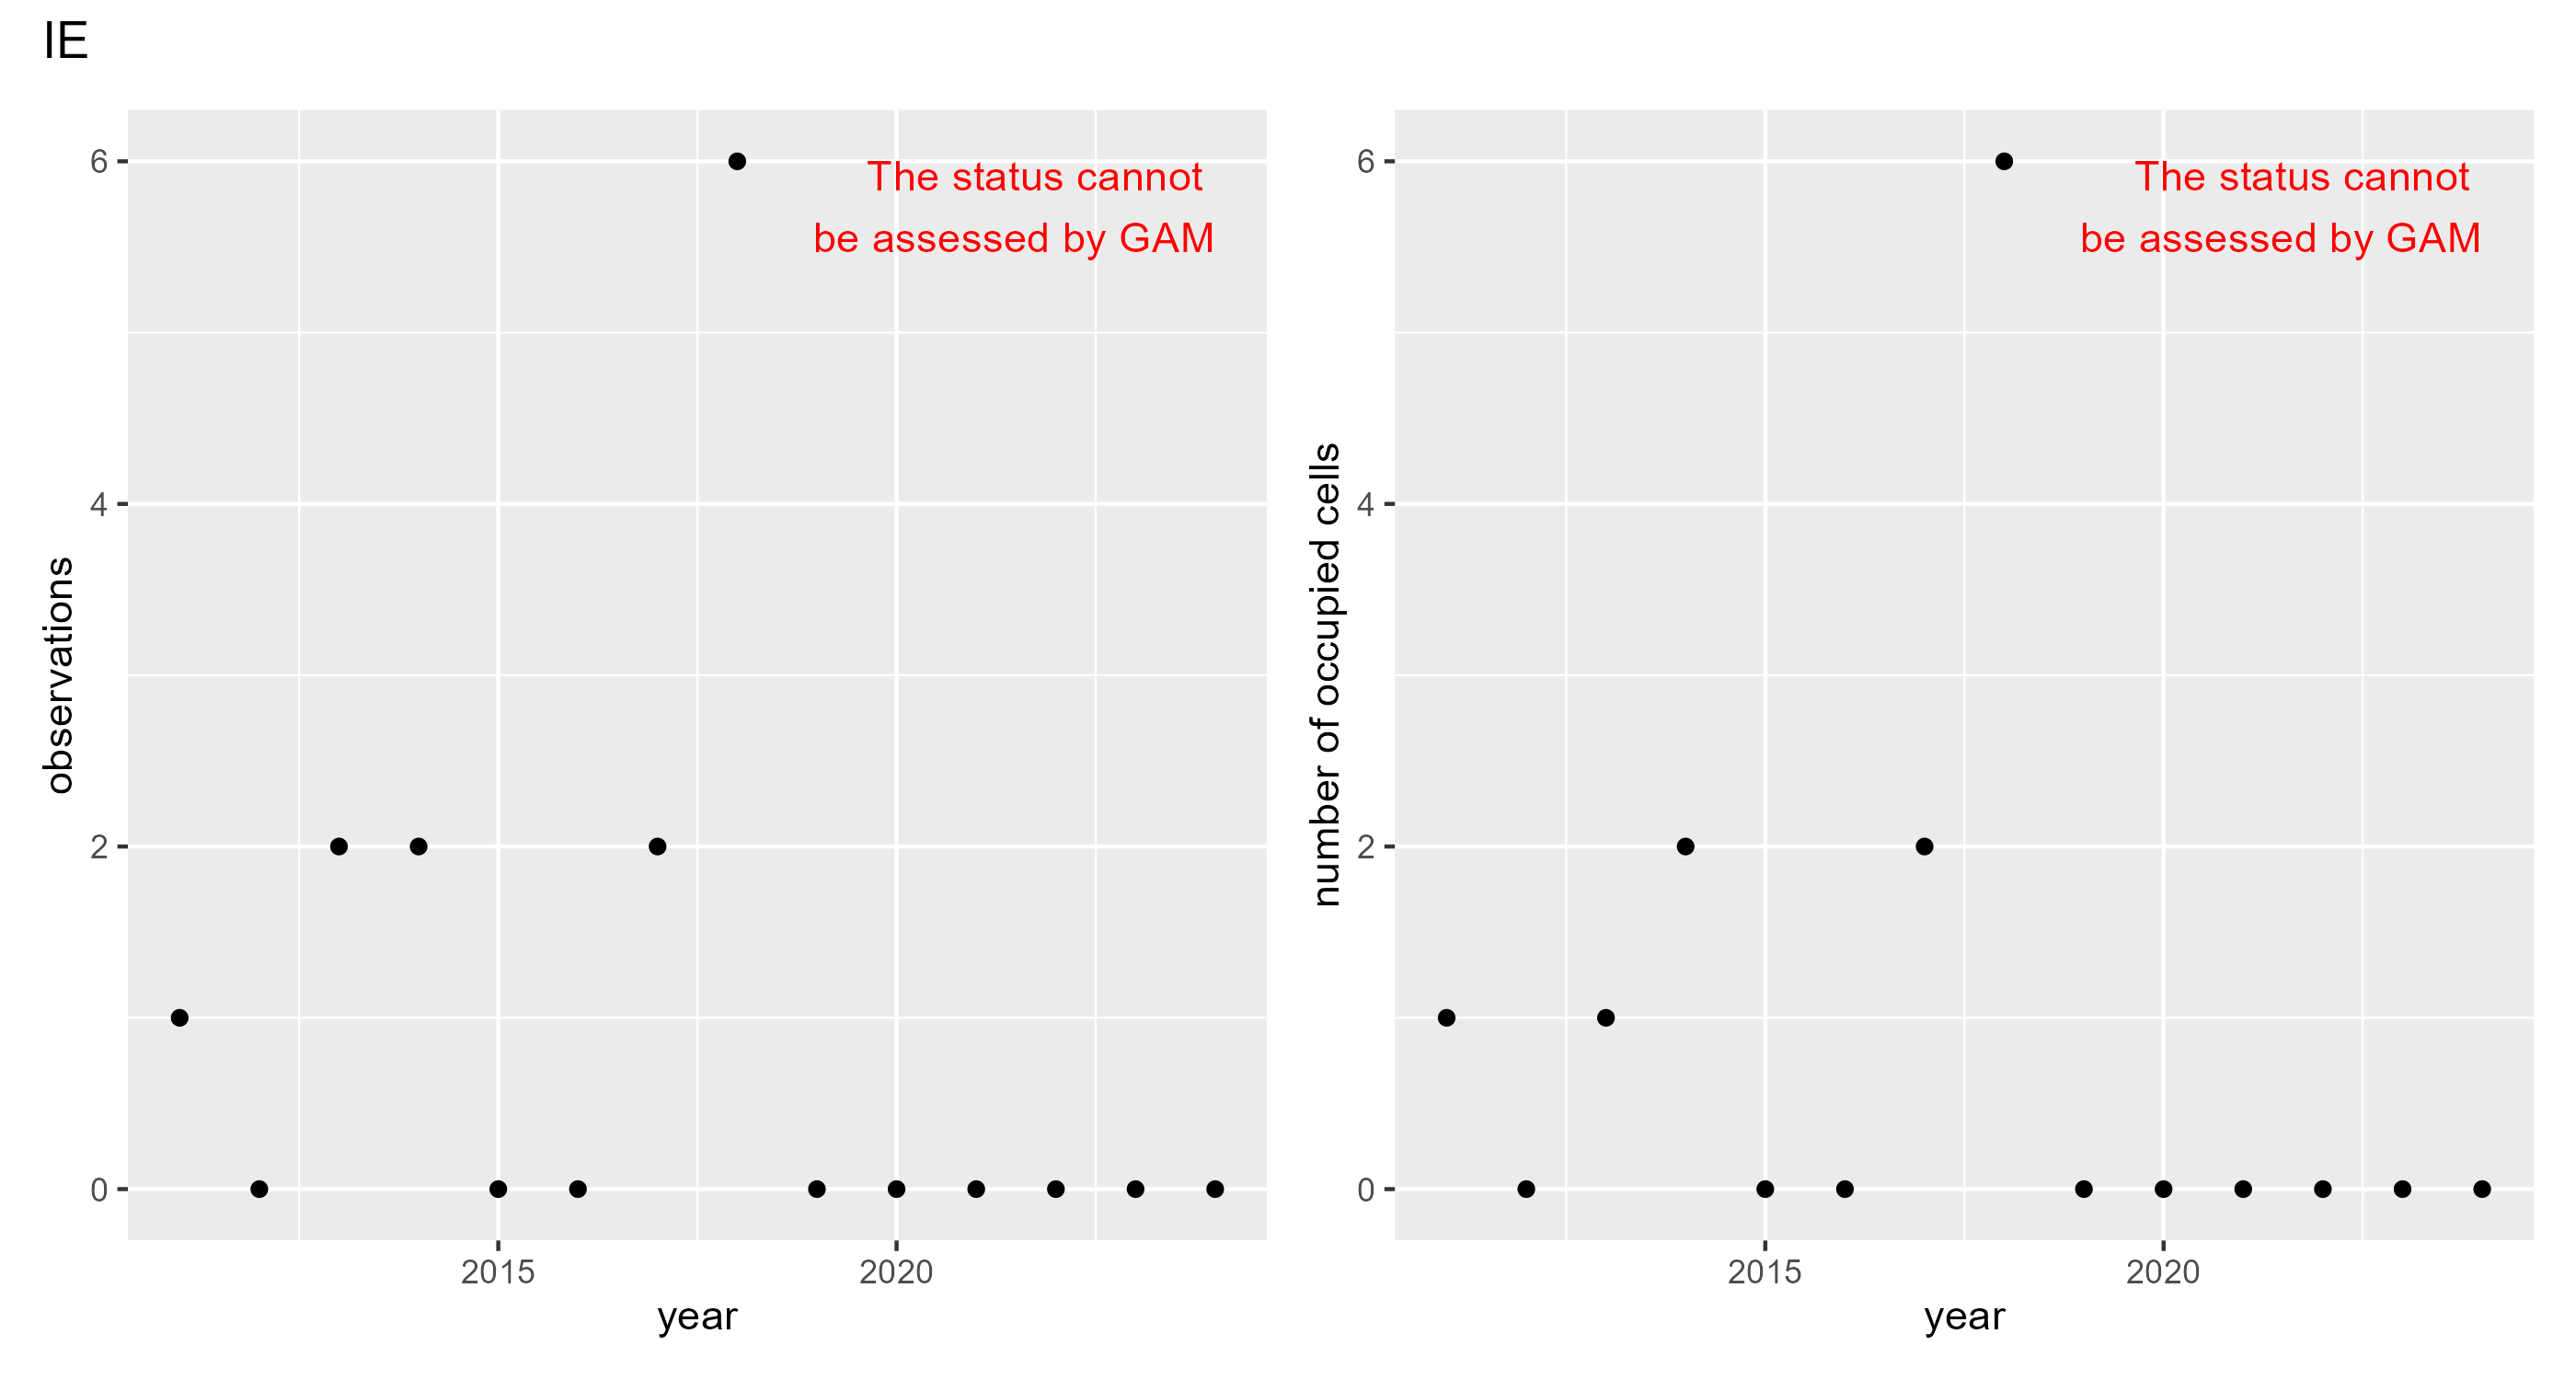 IE
6
4
2
0
observations
The status cannot
be assessed by GAM
2015
2020
year
6
4
2
0
number of occupied cells
The status cannot
be assessed by GAM
2015
2020
year